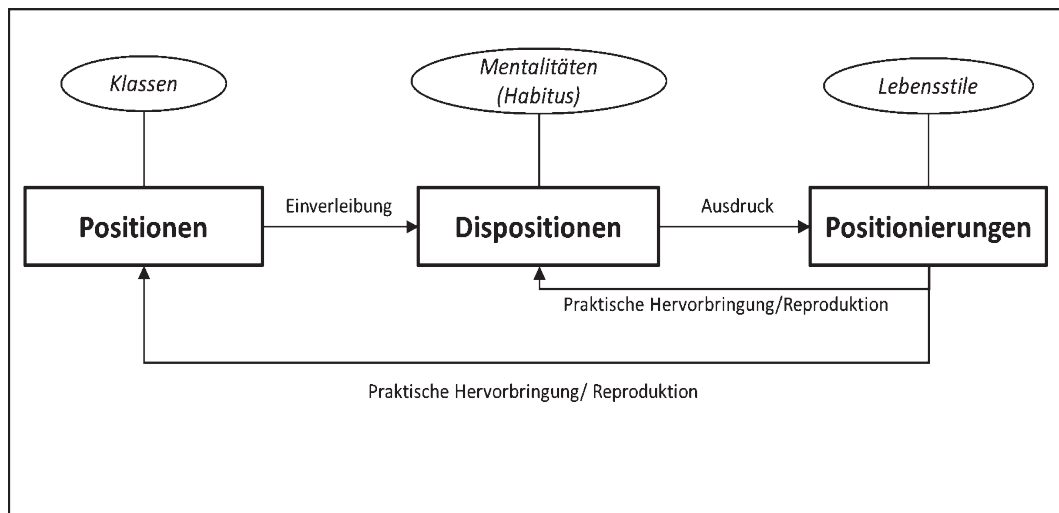 Klassen
Mentalitäten
(Habitus)
Lebensstile
Positionen
Einverleibung
Dispositionen
Ausdruck
Positionierungen
Praktische Hervorbringung/Reproduktion
Praktische Hervorbringung/ Reproduktion